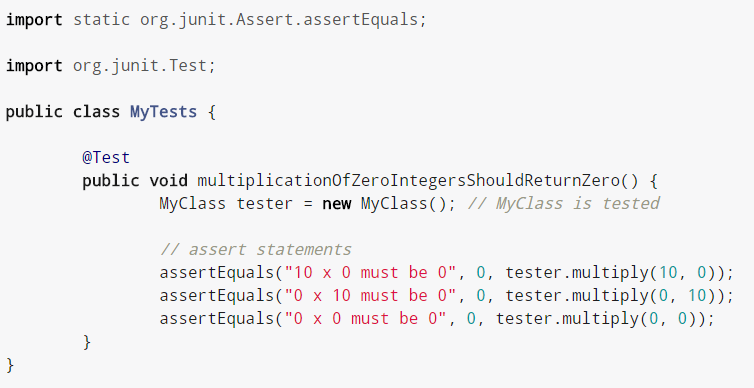 import static org.junit.Assert.assertEquals;
import org.junit.Test;
public class MyTests {
@Test
public void multiplicationOfZeroIntegersShouldReturnZero() {
MyClass tester = new MyClass(); // MyClass is tested
// assert statements
assertEquals("10 x 0 must be 0", 0, tester.multiply(10, 0));
assertEquals("0 x 10 must be 0", 0, tester.multiply(0, 10));
assertEquals("0 x 0 must be 0", 0, tester.multiply(0, 0));
}
}